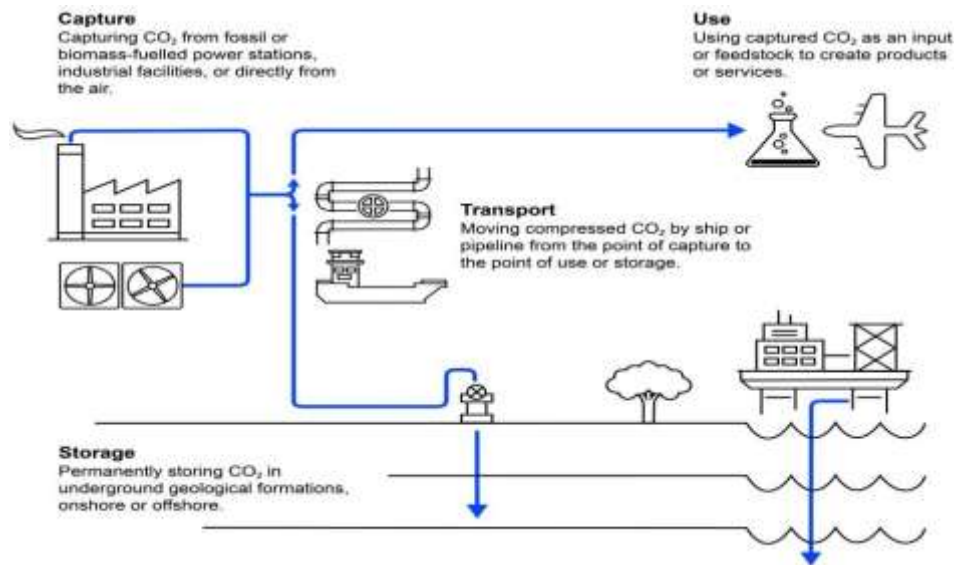 Capture
Capturing CO₂ from fossil or
biomass-fuelled power stations,
industrial facilities, or directly from
the air.
Use
Using captured CO₂ as an input
or feedstock to create products
or services.
Transport
Moving compressed CO₂ by ship or
pipeline from the point of capture to
the point of use or storage.
Storage
Permanently storing CO₂ in
underground geological formations,
onshore or offshore.